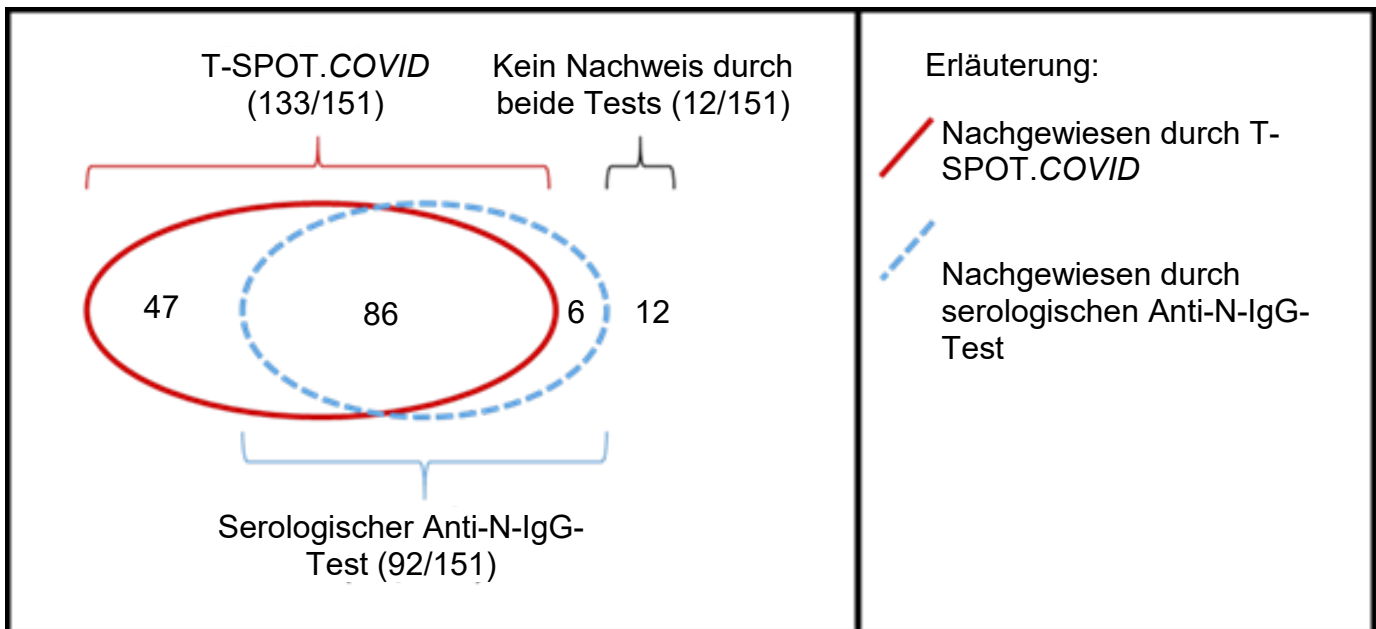 T-SPOT.COVID
(133/151)
Kein Nachweis durch
beide Tests (12/151)
47
86
6
12
Serologischer Anti-N-IgG-
Test (92/151)
Erläuterung:
Nachgewiesen durch T-
SPOT.COVID
Nachgewiesen durch
serologischen Anti-N-IgG-
Test